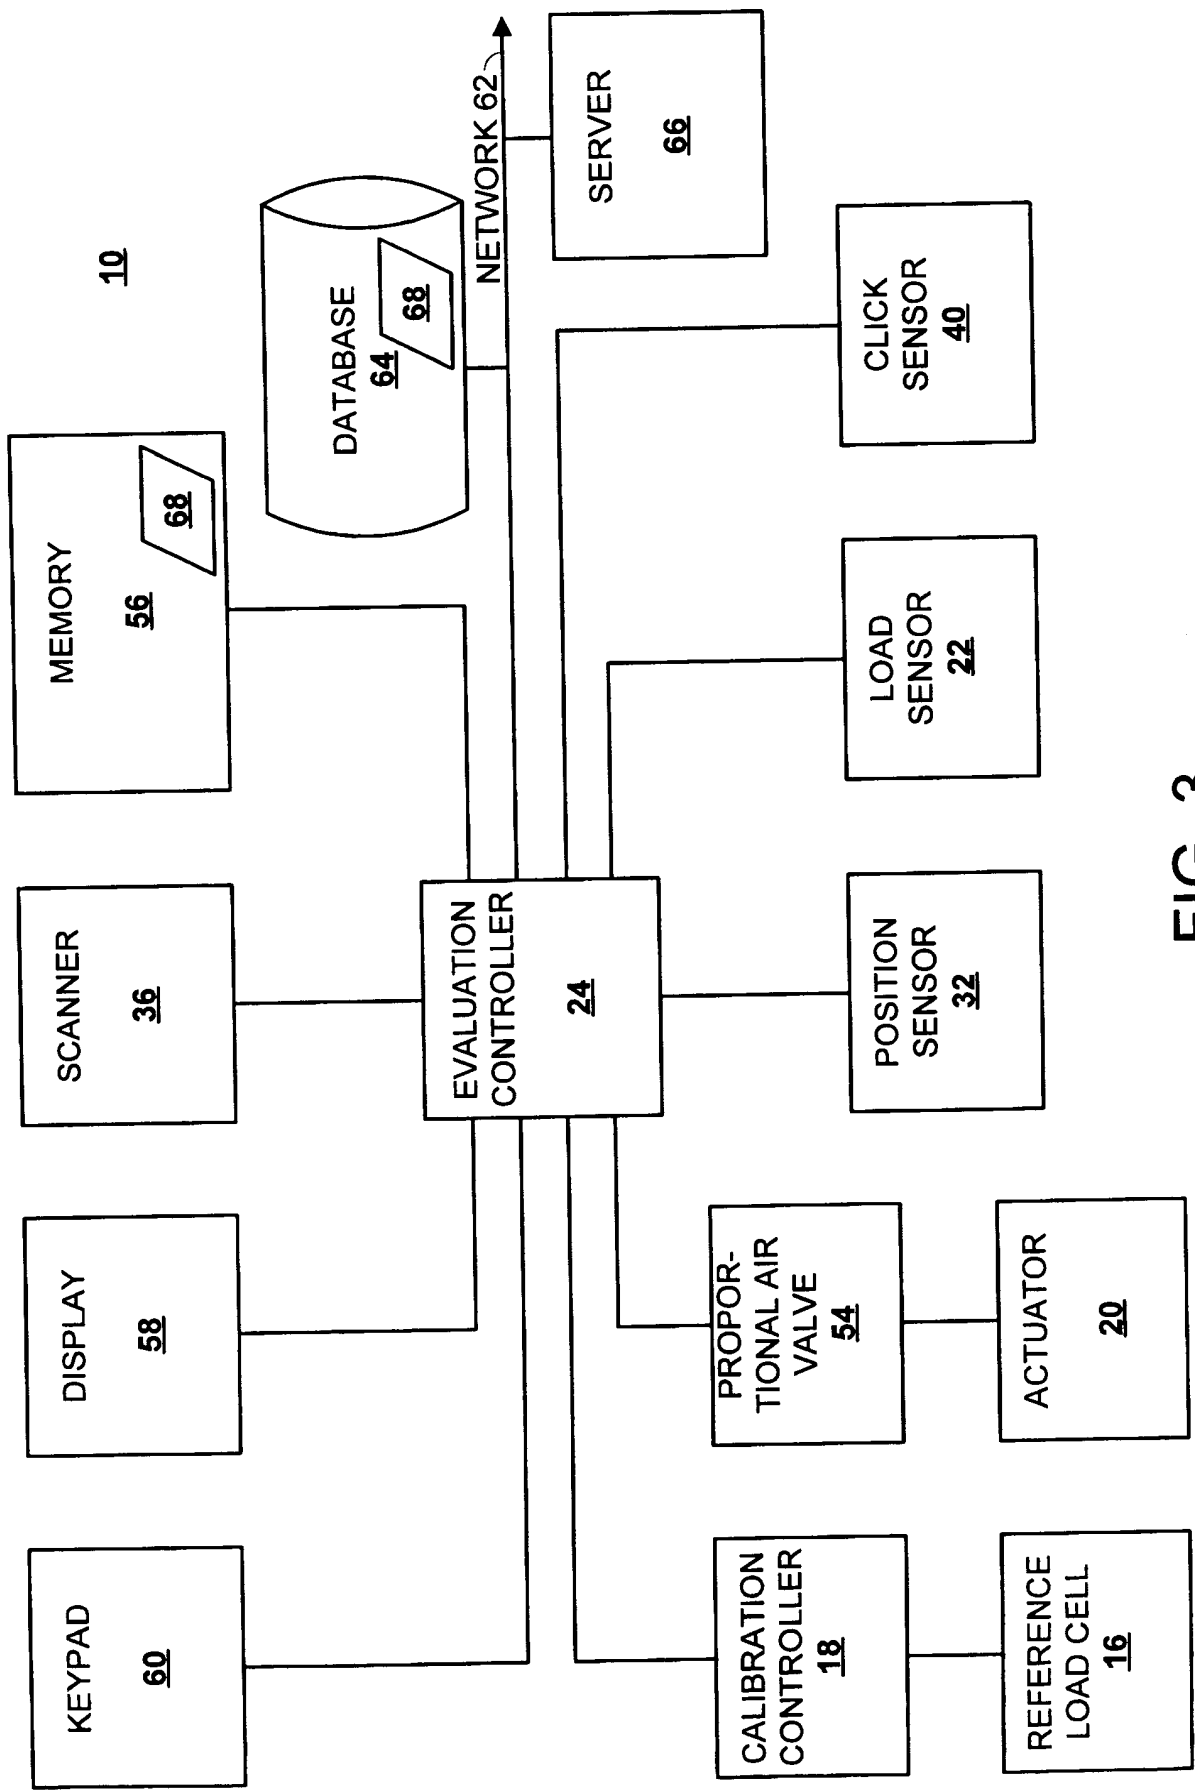 10
KEYPAD
60
DISPLAY
58
SCANNER
36
MEMORY
56
68
DATABASE
64
68
NETWORK 62
SERVER
66
EVALUATION
CONTROLLER
24
CALIBRATION
CONTROLLER
18
REFERENCE
LOAD CELL
16
PROPOR-
TIONAL AIR
VALVE
54
ACTUATOR
20
POSITION
SENSOR
32
LOAD
SENSOR
22
CLICK
SENSOR
40
FIG. 3